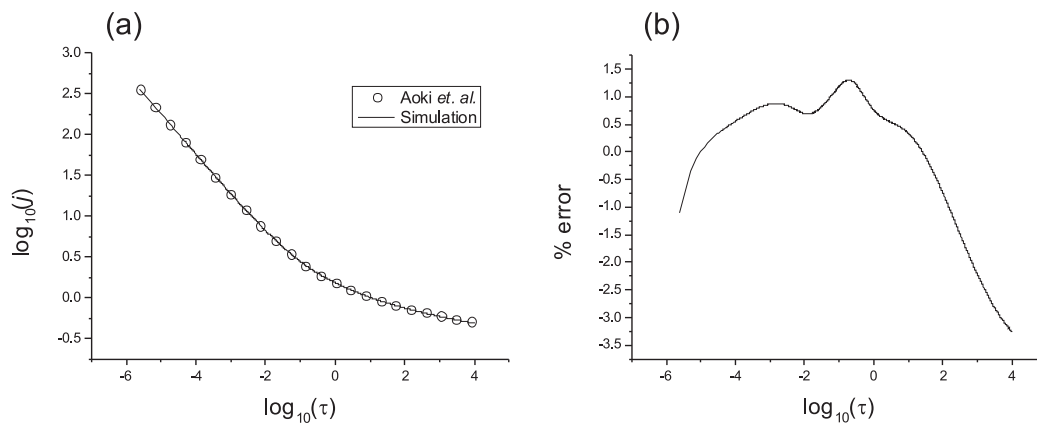 (a)
3.0
2.5
2.0
1.5
1.0
0.5
0.0
-0.5
-6 -4 -2 0 2 4
log10(j)
log10(τ)
Aoki et. al.
Simulation
(b)
1.5
1.0
0.5
0.0
-0.5
-1.0
-1.5
-2.0
-2.5
-3.0
-3.5
-6 -4 -2 0 2 4
% error
log10(τ)